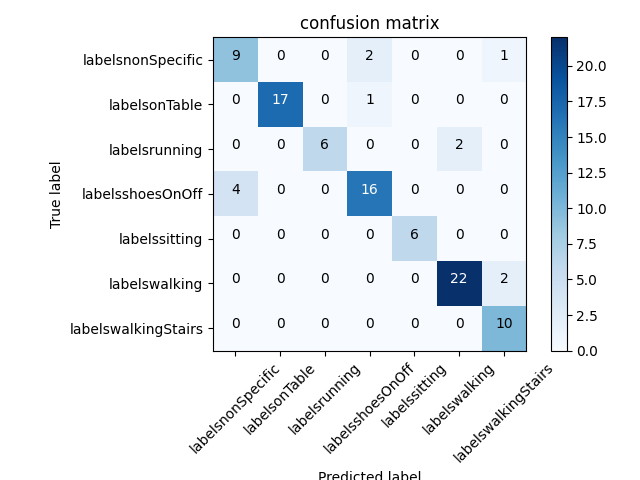 confusion matrix
labelsnonSpecific 9 0 0 2 0 0 1
labelsonTable 0 17 0 1 0 0 0
labelsrunning 0 0 6 0 0 2 0
labelsshoesOnOff 4 0 0 16 0 0 0
labelssitting 0 0 0 0 6 0 0
labelswalking 0 0 0 0 0 22 2
labelswalkingStairs 0 0 0 0 0 0 10
True label
labelsnonSpecific
labelsonTable
labelsrunning
labelsshoesOnOff
labelssitting
labelswalking
labelswalkingStairs
Predicted label
20.0
17.5
15.0
12.5
10.0
7.5
5.0
2.5
0.0